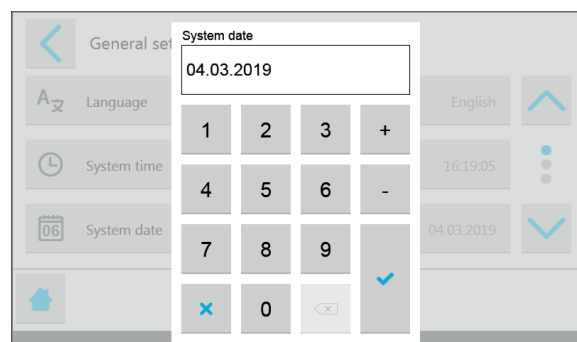 General set
System date
04.03.2019
Language
English
System time
16:19:05
06
System date
04.03.2019
1 2 3 +
4 5 6 -
7 8 9
0